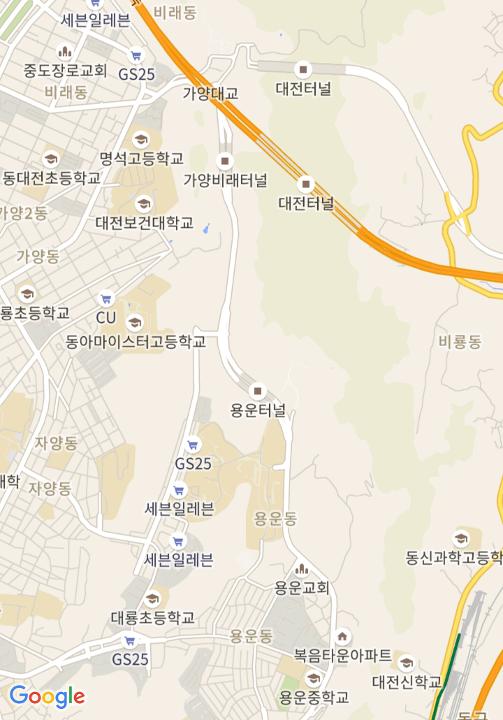 비래동
세븐일레븐
중도장로교회
GS25
비래동
가양대교
대전터널
명석고등학교
동대전초등학교
가양비래터널
대전터널
가양2동
대전보건대학교
가양동
룡초등학교
CU
동아마이스터고등학교
비룡동
용운터널
자양동
GS25
대학
자양동
세븐일레븐
용운동
세븐일레븐
동신과학고등학
용운교회
대룡초등학교
용운동
GS25
복음타운아파트
대전신학교
용운중학교
Google
동구